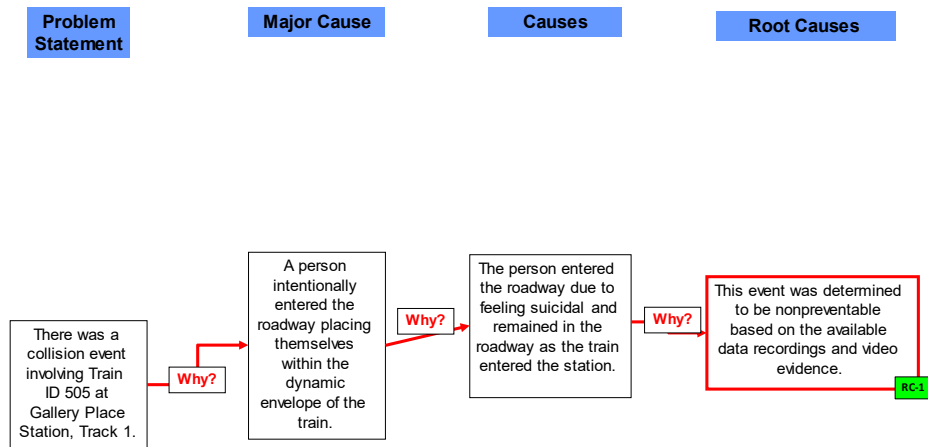 Problem
Statement
Major Cause
Causes
Root Causes
There was a
collision event
involving Train
ID 505 at
Gallery Place
Station, Track 1.
Why?
A person
intentionally
entered the
roadway placing
themselves
within the
dynamic
envelope of the
train.
Why?
The person entered
the roadway due to
feeling suicidal and
remained in the
roadway as the train
entered the station.
Why?
This event was determined
to be nonpreventable
based on the available
data recordings and video
evidence.
RC-1